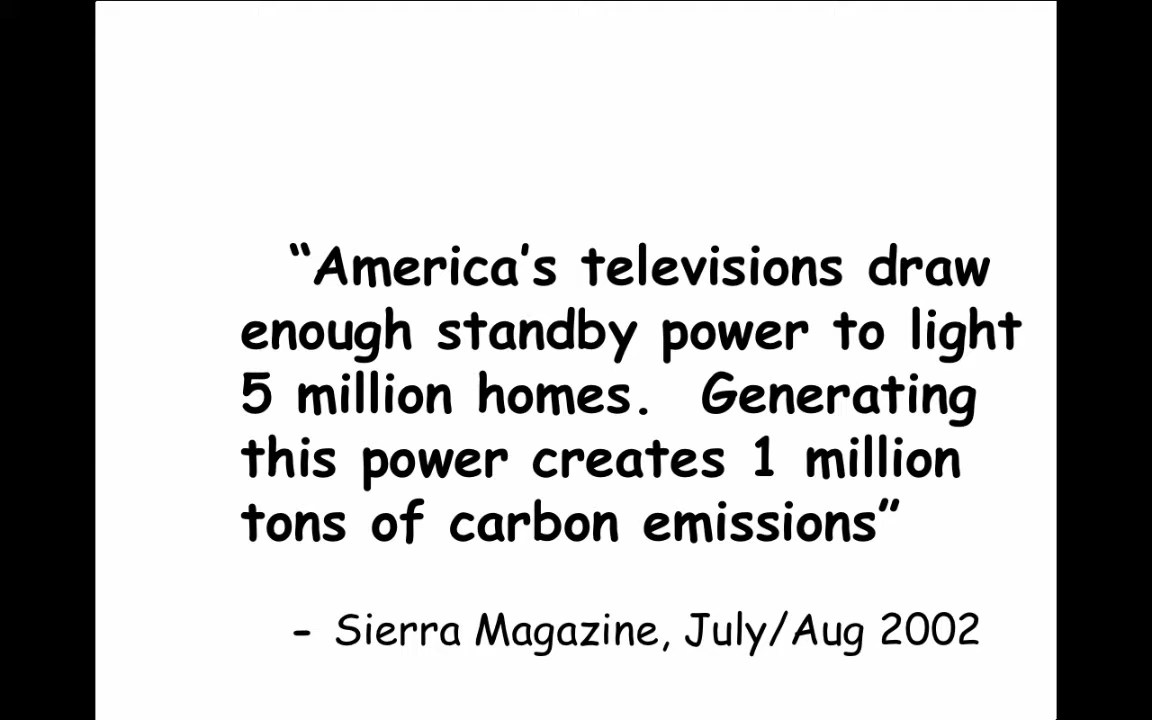 “America’s televisions draw
enough standby power to light
5 million homes.  Generating
this power creates 1 million
tons of carbon emissions”
- Sierra Magazine, July/Aug 2002